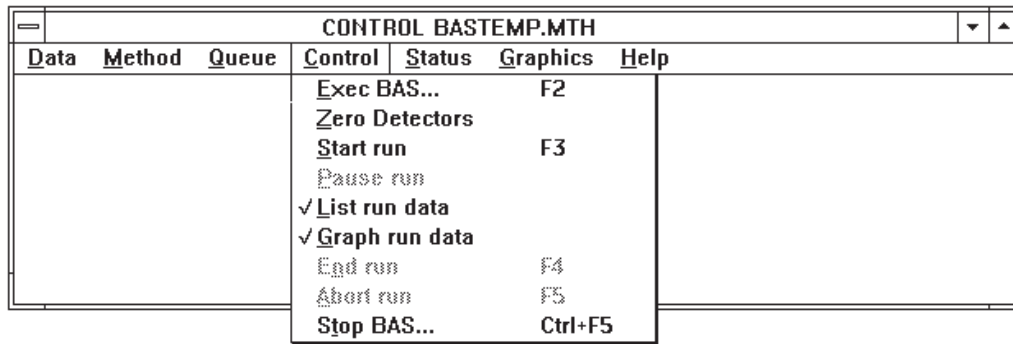 CONTROL BASTEMP.MTH
Data Method Queue Control Status Graphics Help
Exec BAS... F2
Zero Detectors
Start run F3
Pause run
√ List run data
√ Graph run data
End run F4
Abort run F5
Stop BAS... Ctrl+F5